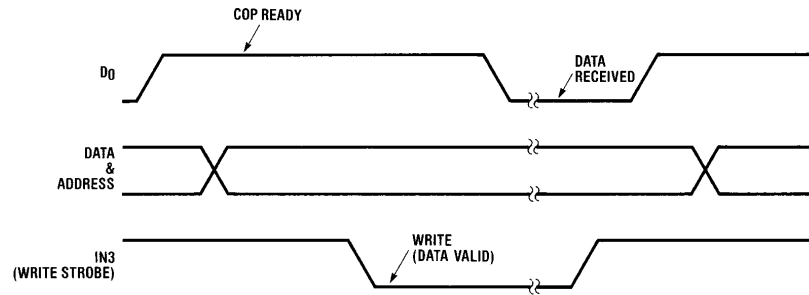 COP READY
D0
DATA
RECEIVED
DATA
&
ADDRESS
WRITE
(DATA VALID)
IN3
(WRITE STROBE)